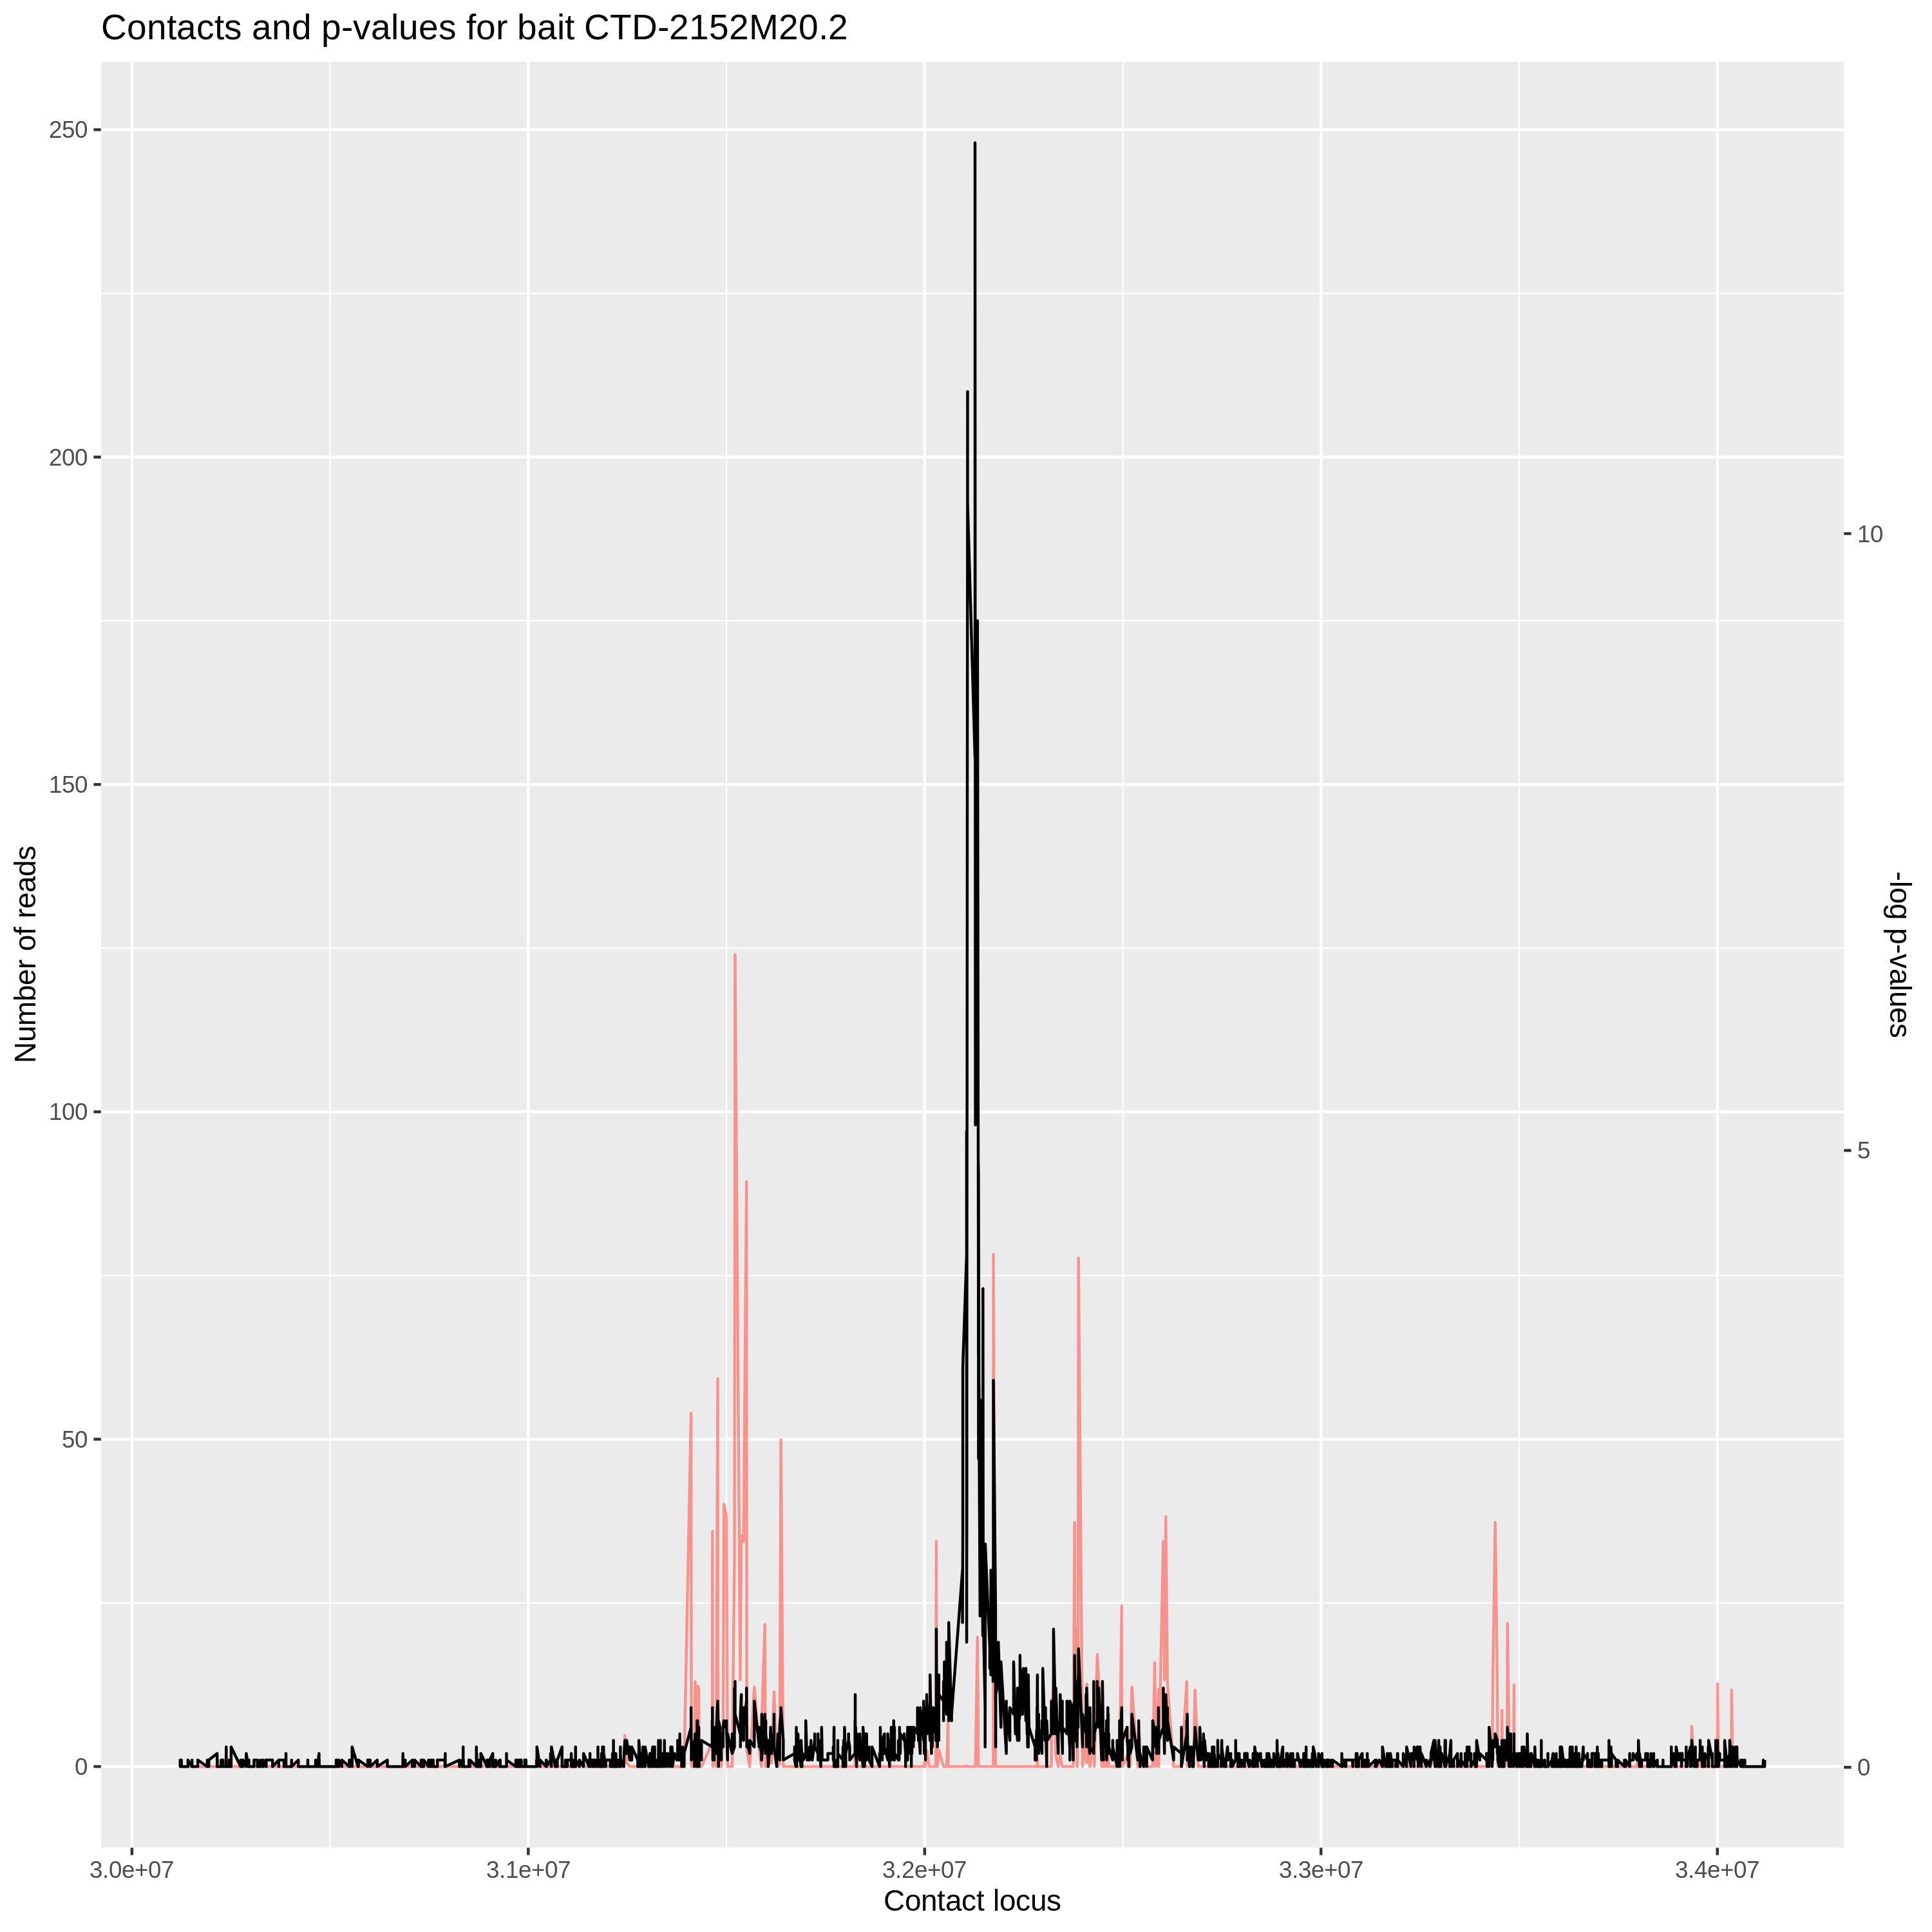 Contacts and p-values for bait CTD-2152M20.2
250
200
150
100
50
0
Number of reads
10
5
0
-log p-values
3.0e+07
3.1e+07
3.2e+07
3.3e+07
3.4e+07
Contact locus